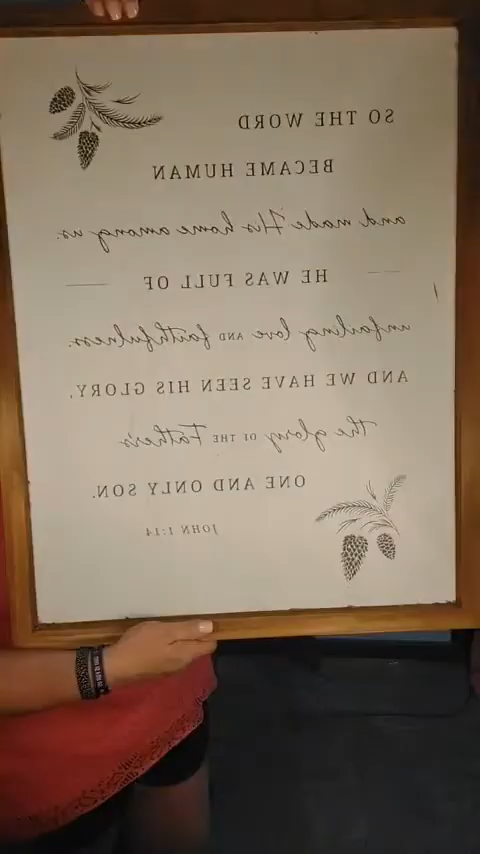 SO THE WORD
BECAME HUMAN
and made His home among us.
HE WAS FULL OF
unfailing love AND faithfulness.
AND WE HAVE SEEN HIS GLORY,
the glory OF THE Father's
ONE AND ONLY SON.
JOHN 1:14